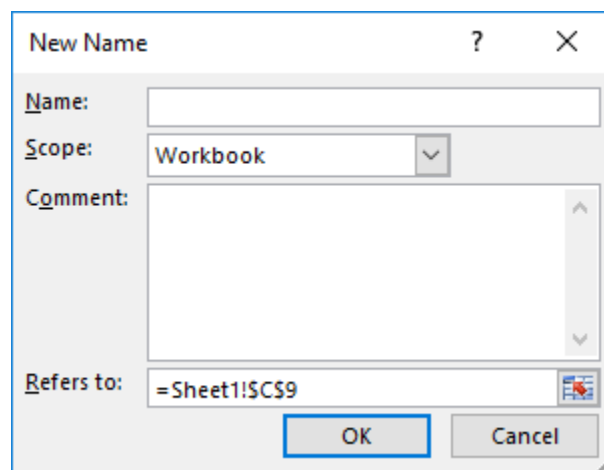 New Name ?
Name:
Scope: Workbook
Comment:
Refers to: =Sheet1!$C$9
OK Cancel